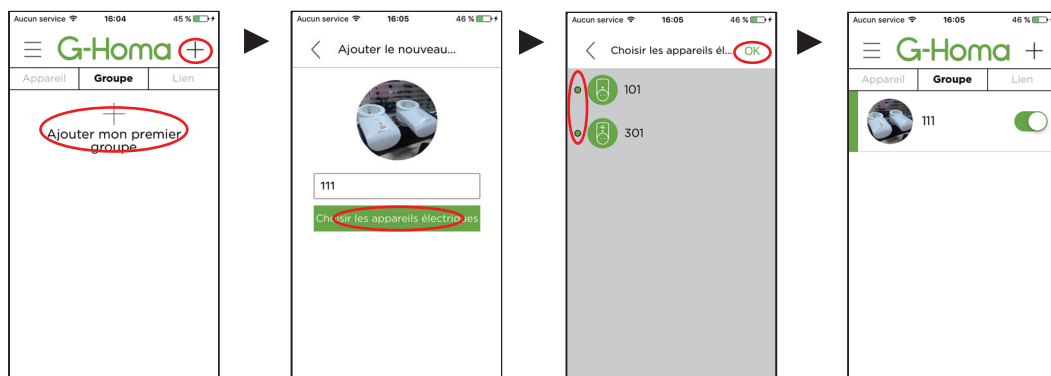 Aucun service 16:04 45 %
G-Homa
Appareil Groupe Lien
Ajouter mon premier
groupe
Aucun service 16:05 46 %
Ajouter le nouveau...
111
Choisir les appareils électriques
Aucun service 16:05 46 %
Choisir les appareils él... OK
101
301
Aucun service 16:05 46 %
G-Homa
Appareil Groupe Lien
111